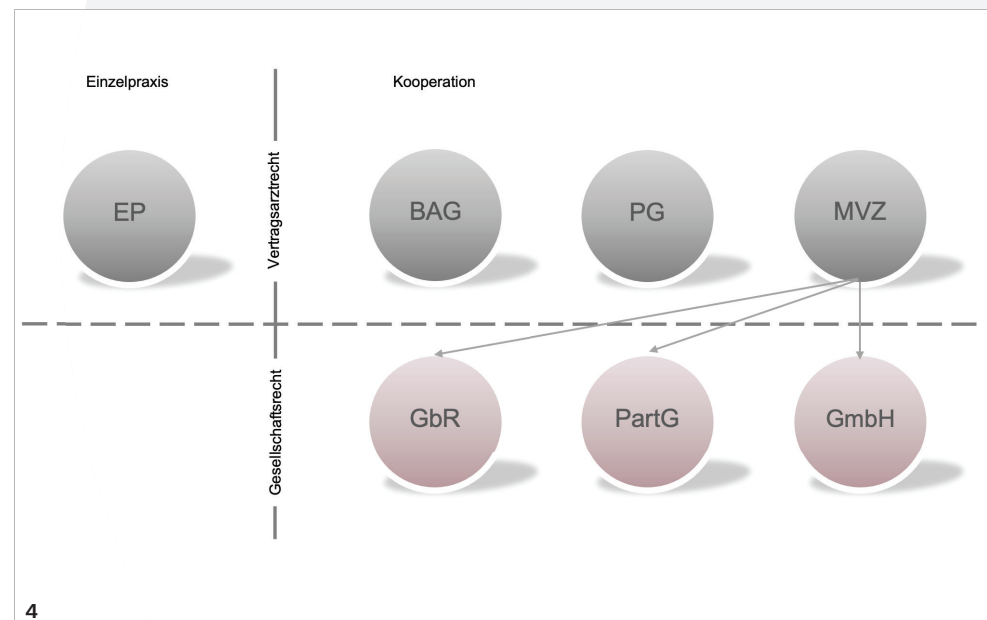 Einzelpraxis
Kooperation
Vertragsarztrecht
EP
BAG
PG
MVZ
Gesellschaftsrecht
GbR
PartG
GmbH
4